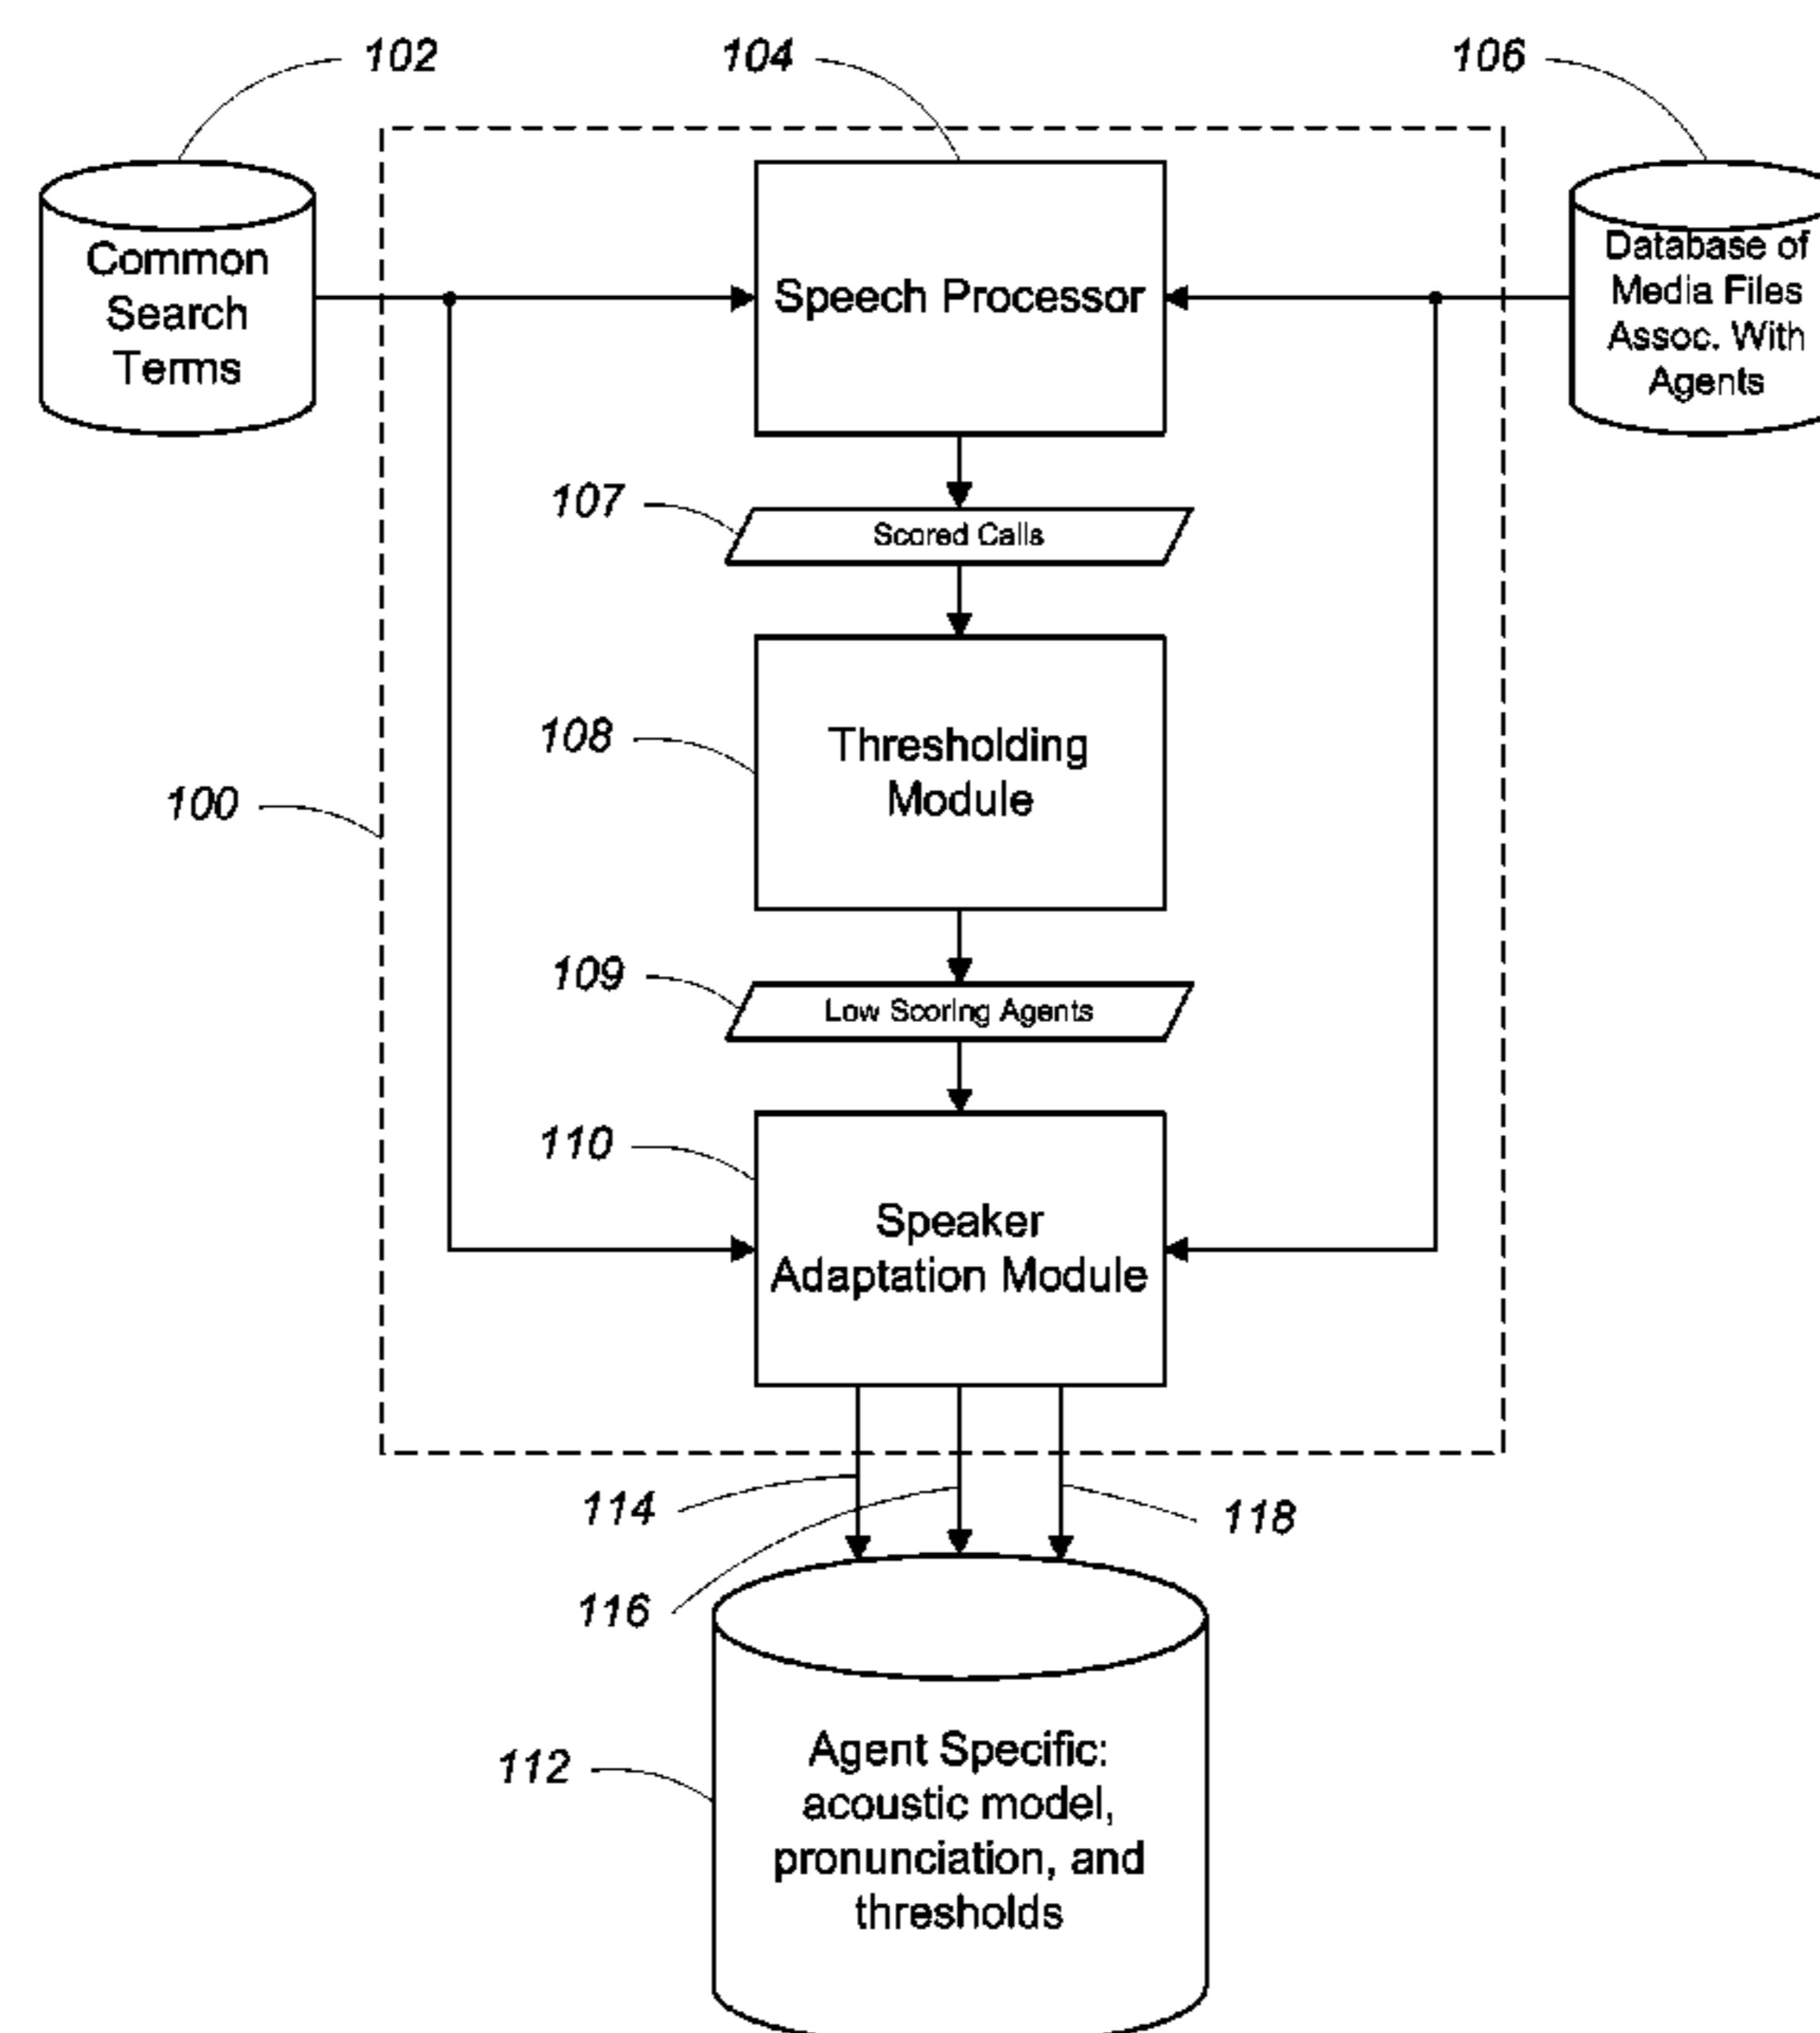 102
104
106
Common
Search
Terms
Speech Processor
Database of
Media Files
Assoc. With
Agents
107
Scored Calls
108
Thresholding
Module
100
109
Low Scoring Agents
110
Speaker
Adaptation Module
114
118
116
112
Agent Specific:
acoustic model,
pronunciation, and
thresholds